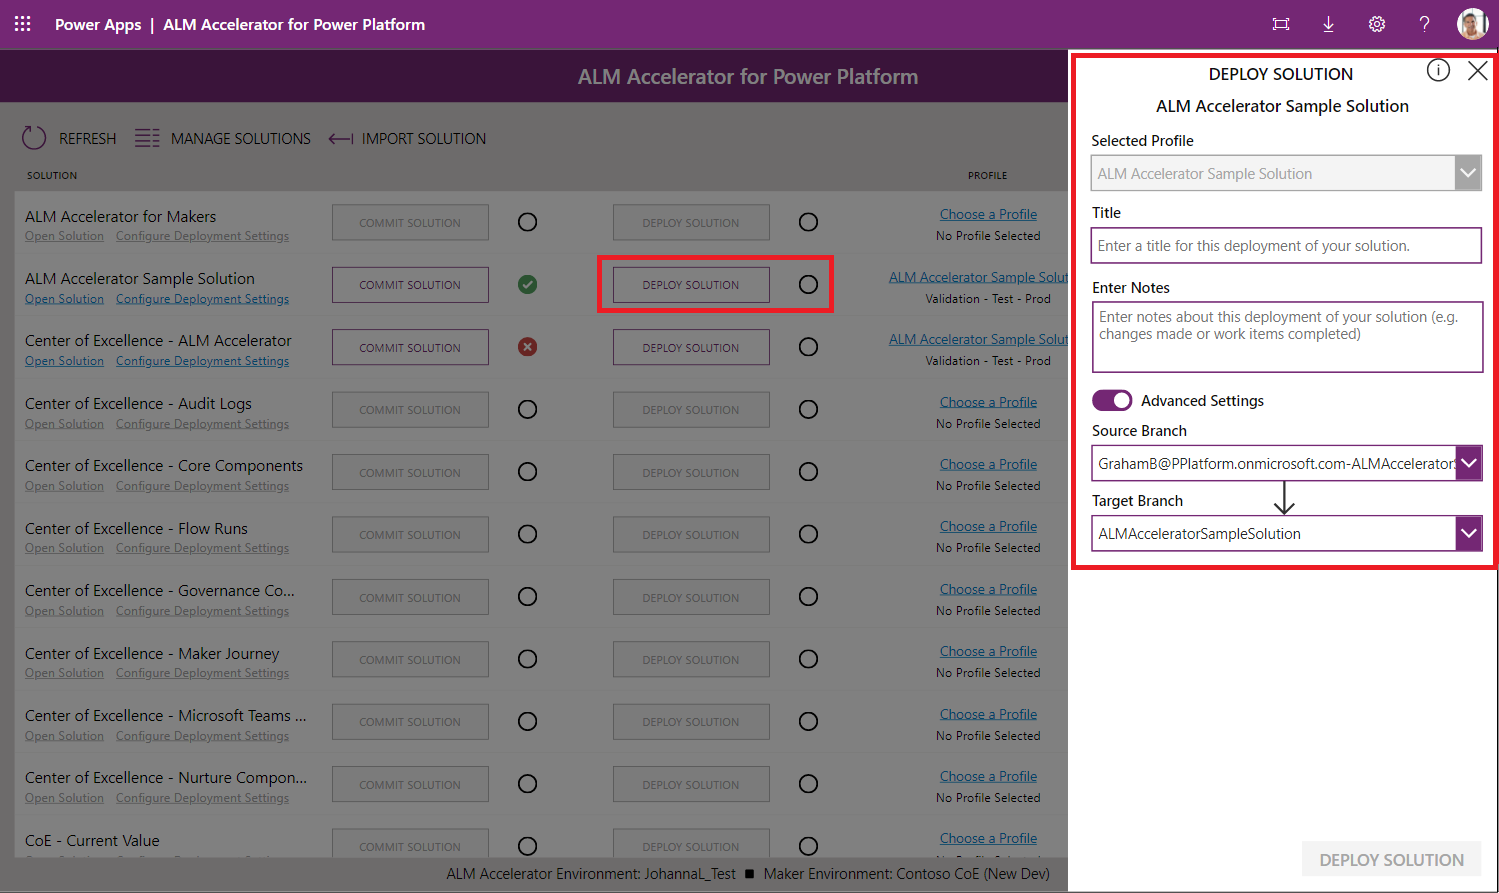 Power Apps | ALM Accelerator for Power Platform
ALM Accelerator for Power Platform
REFRESH MANAGE SOLUTIONS IMPORT SOLUTION
SOLUTION PROFILE
ALM Accelerator for Makers
Open Solution Configure Deployment Settings
COMMIT SOLUTION
DEPLOY SOLUTION
Choose a Profile
No Profile Selected
ALM Accelerator Sample Solution
Open Solution Configure Deployment Settings
COMMIT SOLUTION
DEPLOY SOLUTION
ALM Accelerator Sample Solut
Validation - Test - Prod
Center of Excellence - ALM Accelerator
Open Solution Configure Deployment Settings
COMMIT SOLUTION
DEPLOY SOLUTION
ALM Accelerator Sample Solut
Validation - Test - Prod
Center of Excellence - Audit Logs
Open Solution Configure Deployment Settings
COMMIT SOLUTION
DEPLOY SOLUTION
Choose a Profile
No Profile Selected
Center of Excellence - Core Components
Open Solution Configure Deployment Settings
COMMIT SOLUTION
DEPLOY SOLUTION
Choose a Profile
No Profile Selected
Center of Excellence - Flow Runs
Open Solution Configure Deployment Settings
COMMIT SOLUTION
DEPLOY SOLUTION
Choose a Profile
No Profile Selected
Center of Excellence - Governance Co...
Open Solution Configure Deployment Settings
COMMIT SOLUTION
DEPLOY SOLUTION
Choose a Profile
No Profile Selected
Center of Excellence - Maker Journey
Open Solution Configure Deployment Settings
COMMIT SOLUTION
DEPLOY SOLUTION
Choose a Profile
No Profile Selected
Center of Excellence - Microsoft Teams ...
Open Solution Configure Deployment Settings
COMMIT SOLUTION
DEPLOY SOLUTION
Choose a Profile
No Profile Selected
Center of Excellence - Nurture Compon...
Open Solution Configure Deployment Settings
COMMIT SOLUTION
DEPLOY SOLUTION
Choose a Profile
No Profile Selected
CoE - Current Value
COMMIT SOLUTION
DEPLOY SOLUTION
Choose a Profile
ALM Accelerator Environment: JohannaL_Test ■ Maker Environment: Contoso CoE (New Dev)
DEPLOY SOLUTION
ALM Accelerator Sample Solution
Selected Profile
ALM Accelerator Sample Solution
Title
Enter a title for this deployment of your solution.
Enter Notes
Enter notes about this deployment of your solution (e.g.
changes made or work items completed)
Advanced Settings
Source Branch
GrahamB@PPlatform.onmicrosoft.com-ALMAccelerator
Target Branch
ALMAcceleratorSampleSolution
DEPLOY SOLUTION